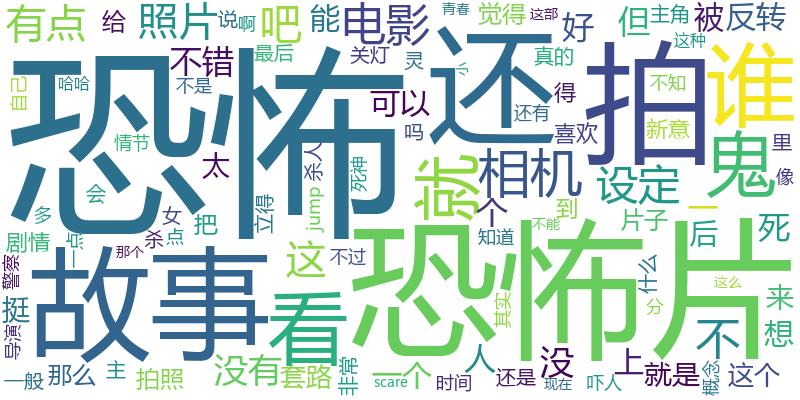 有点 给 照片 说 啊 吧 能 电影 青春 觉得 这部 好 但 主角 被 反转
自己 哈哈 不错 最后 关灯 灵 小 真的 这种
恐怖 还 拍 谁
不是 可以 吗 还有 得 喜欢 不知 新意 里
情节 太 杀人 死神 就 相机 设定 鬼 像
多 会 女 把 立得 jump 个 到 片子 一 后 死
剧情 一点 杀 点 那个 这 不过 知道 不能
警察 故事 看 恐怖片 其实 什么 不 来
挺 分 这么 想
导演 没有 一个 人 没 上 就是 概念 这个
一般 那么 主 拍照 套路 非常 scare 时间 还是 现在 吓人